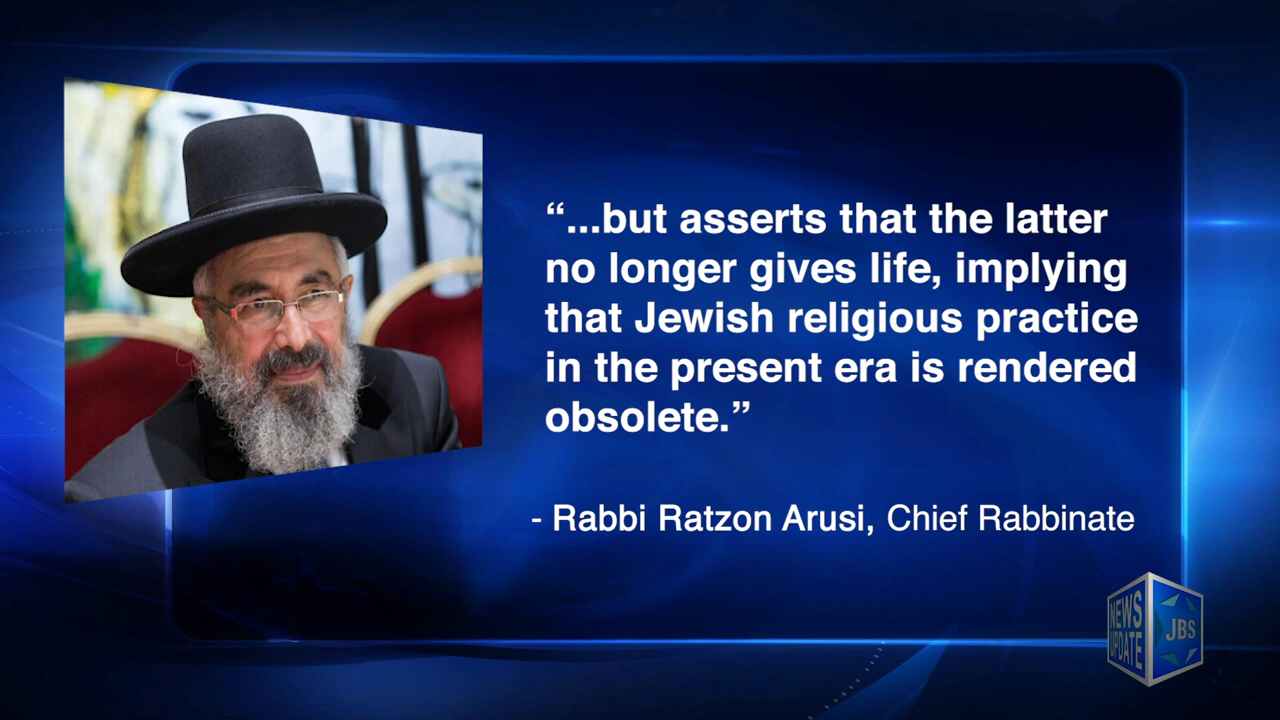 “...but asserts that the latter
no longer gives life, implying
that Jewish religious practice
in the present era is rendered
obsolete.”
- Rabbi Ratzon Arusi, Chief Rabbinate
NEWS
UPDATE
JBS